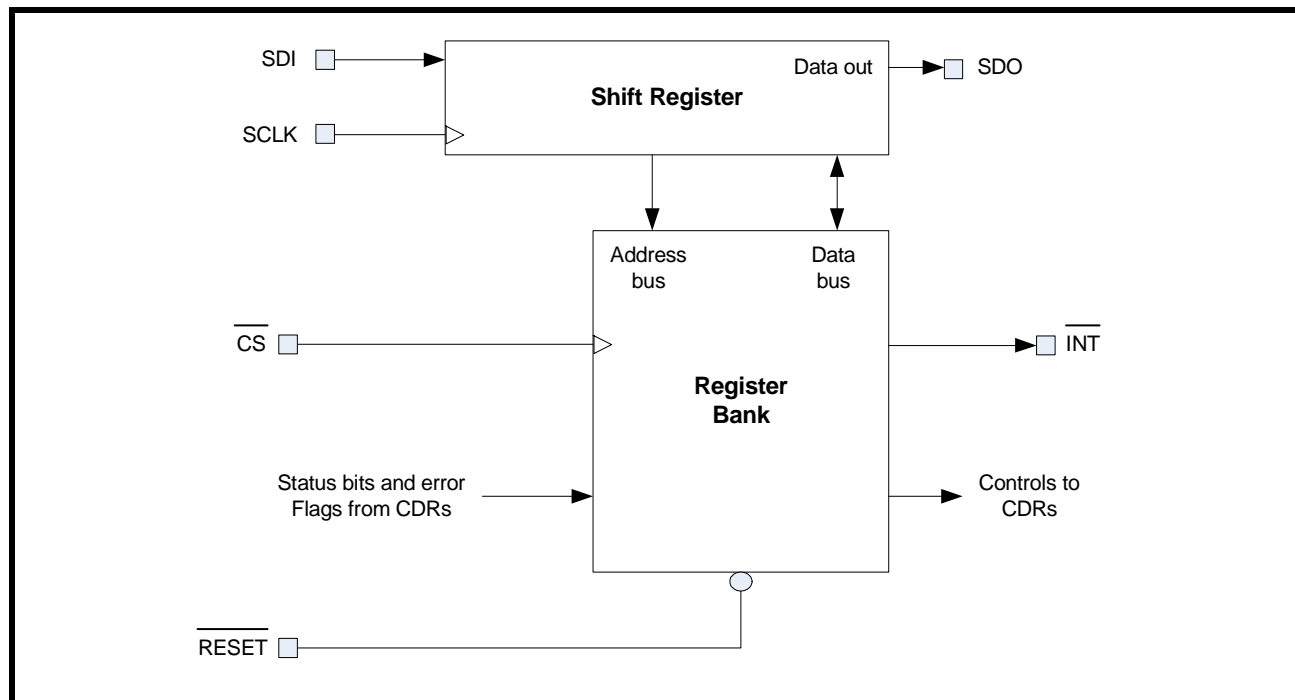 SDI
Data out
SDO
Shift Register
SCLK
Address
bus
Data
bus
CS
INT
Register
Bank
Status bits and error
Flags from CDRs
Controls to
CDRs
RESET